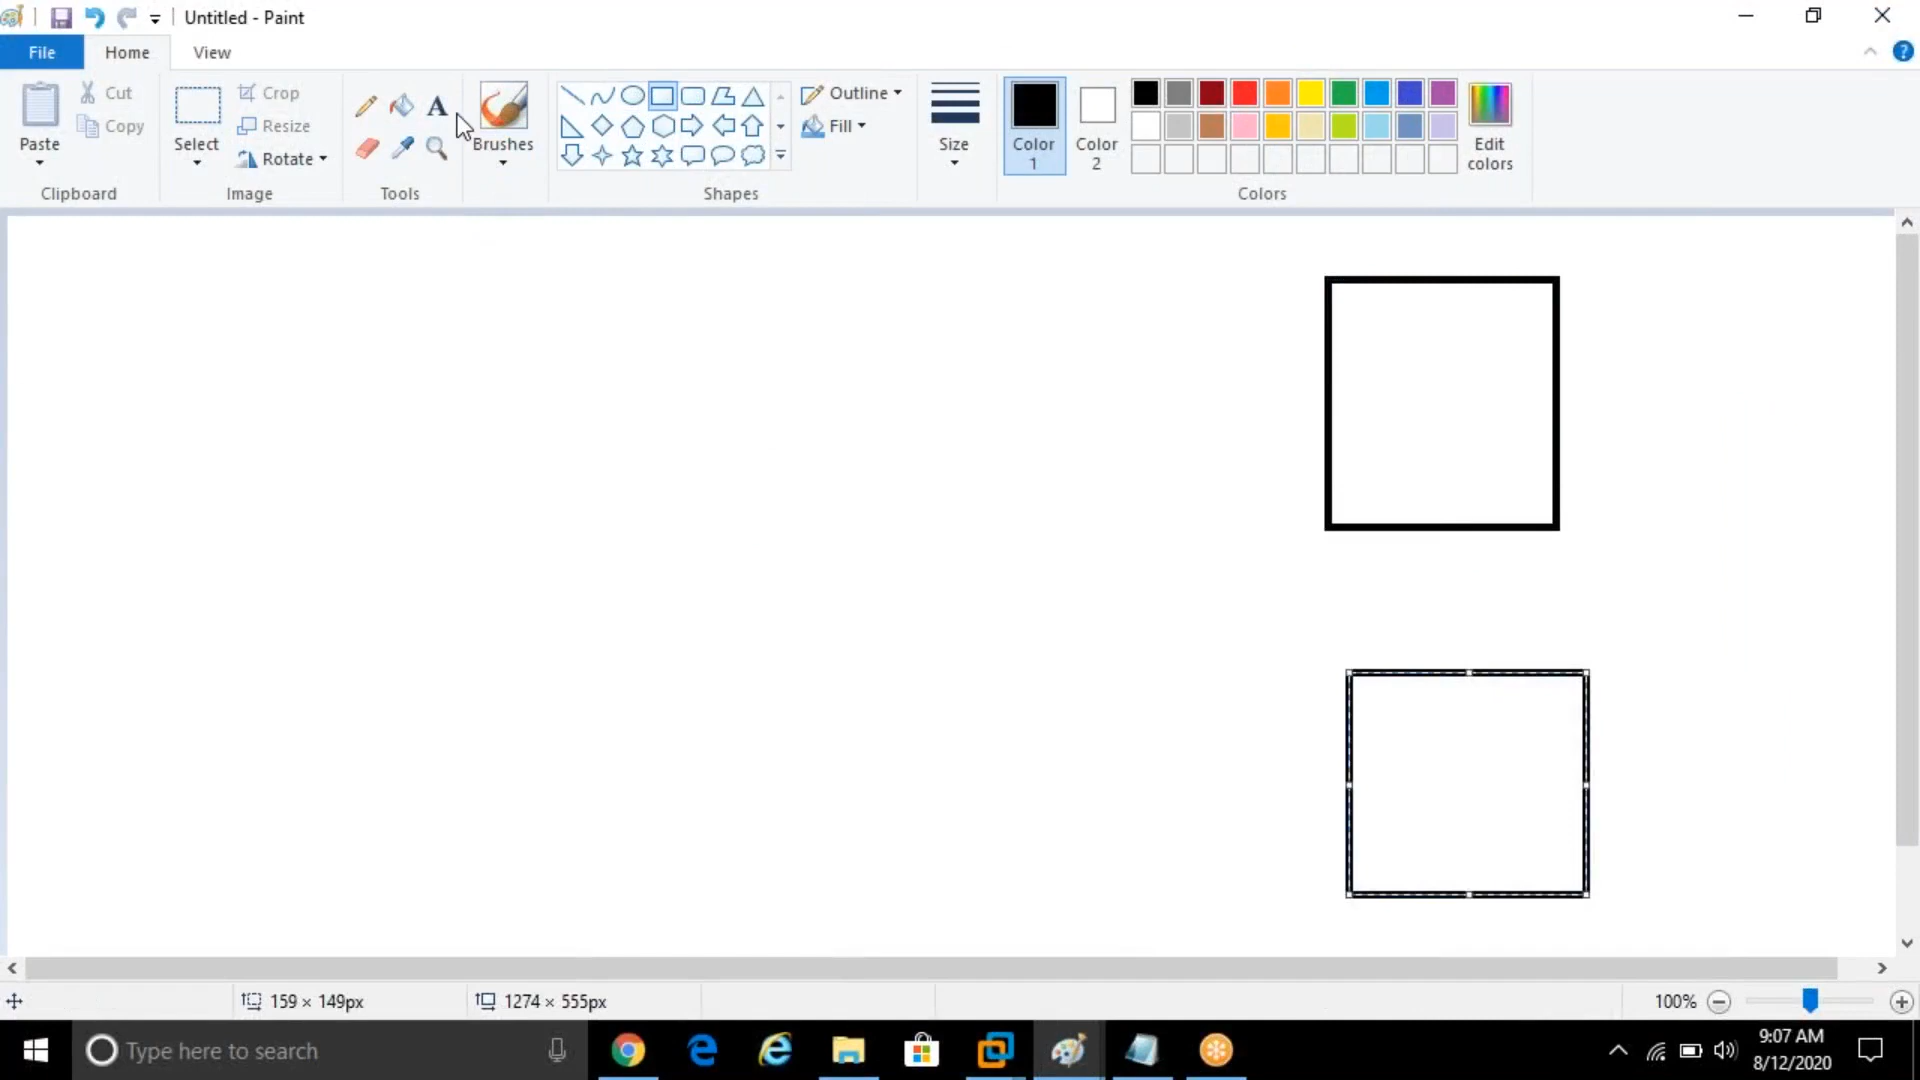 Untitled - Paint
File
Home
View
Paste
Cut
Copy
Clipboard
Select
Crop
Resize
Rotate
Image
A
Tools
Brushes
Outline
Fill
Shapes
Size
Color
1
Color
2
Edit
colors
Colors
159 × 149px
1274 × 555px
100%
Type here to search
9:07 AM
8/12/2020